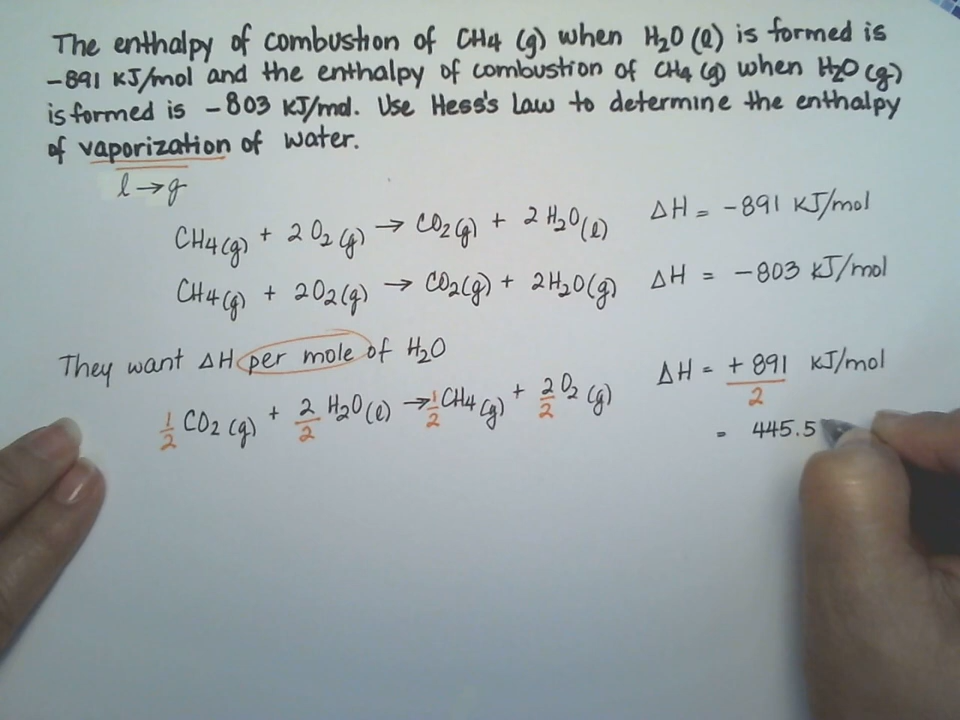 The enthalpy of combustion of CH4 (g) when H₂O (l) is formed is
-891 KJ/mol and the enthalpy of combustion of CH4 (g) when H₂O (g)
is formed is -803 KJ/mol. Use Hess's Law to determine the enthalpy
of vaporization of water.
l → g
CH4(g) + 2O2(g) → CO2(g) + 2H₂O(l) ΔH = -891 KJ/mol
CH4(g) + 2O2(g) → CO2(g) + 2H₂O(g) ΔH = -803 KJ/mol
They want ΔH per mole of H₂O
1/2 CO2(g) + 2/2 H₂O(l) → 1/2 CH4(g) + 2/2 O2(g) ΔH = +891/2 KJ/mol
= 445.5